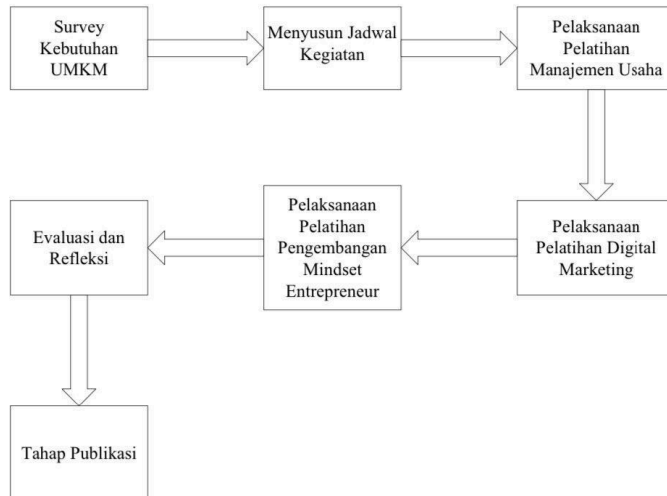 Survey
Kebutuhan
UMKM
Menyusun Jadwal
Kegiatan
Pelaksanaan
Pelatihan
Manajemen Usaha
Pelaksanaan
Pelatihan Digital
Marketing
Pelaksanaan
Pelatihan
Pengembangan
Mindset
Entrepreneur
Evaluasi dan
Refleksi
Tahap Publikasi